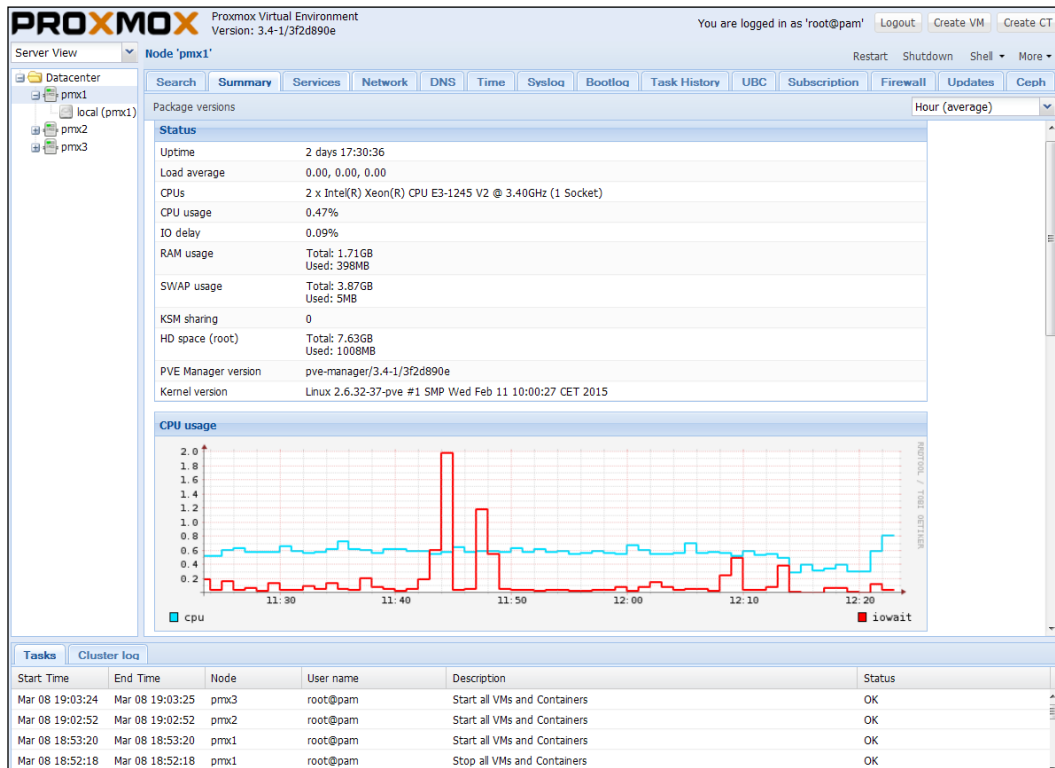 PROXMOX Proxmox Virtual Environment
Version: 3.4-1/3f2d890e
You are logged in as 'root@pam' Logout Create VM Create CT
Server View Node 'pmx1' Restart Shutdown Shell More
Datacenter
pmx1
local (pmx1)
pmx2
pmx3
Search Summary Services Network DNS Time Syslog Bootlog Task History UBC Subscription Firewall Updates Ceph
Package versions Hour (average)
Status
Uptime 2 days 17:30:36
Load average 0.00, 0.00, 0.00
CPUs 2 x Intel(R) Xeon(R) CPU E3-1245 V2 @ 3.40GHz (1 Socket)
CPU usage 0.47%
IO delay 0.09%
RAM usage Total: 1.71GB
Used: 398MB
SWAP usage Total: 3.87GB
Used: 5MB
KSM sharing 0
HD space (root) Total: 7.63GB
Used: 1008MB
PVE Manager version pve-manager/3.4-1/3f2d890e
Kernel version Linux 2.6.32-37-pve #1 SMP Wed Feb 11 10:00:27 CET 2015
CPU usage
2.0
1.8
1.6
1.4
1.2
1.0
0.8
0.6
0.4
0.2
11:30 11:40 11:50 12:00 12:10 12:20
cpu iowait
RRDTOOL / TOBI OETIKER
Tasks Cluster log
Start Time End Time Node User name Description Status
Mar 08 19:03:24 Mar 08 19:03:25 pmx3 root@pam Start all VMs and Containers OK
Mar 08 19:02:52 Mar 08 19:02:52 pmx2 root@pam Start all VMs and Containers OK
Mar 08 18:53:20 Mar 08 18:53:20 pmx1 root@pam Start all VMs and Containers OK
Mar 08 18:52:18 Mar 08 18:52:18 pmx1 root@pam Stop all VMs and Containers OK